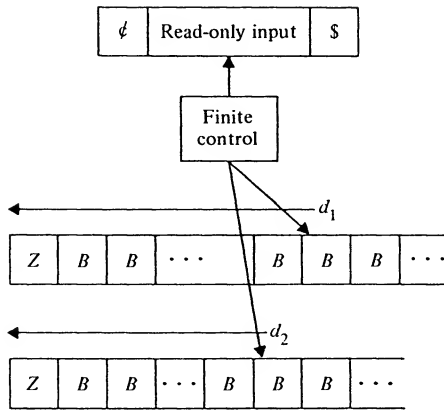 ¢ Read-only input $
Finite
control
d₁
Z B B · · · B B B · · ·
d₂
Z B B · · · B B B · · ·